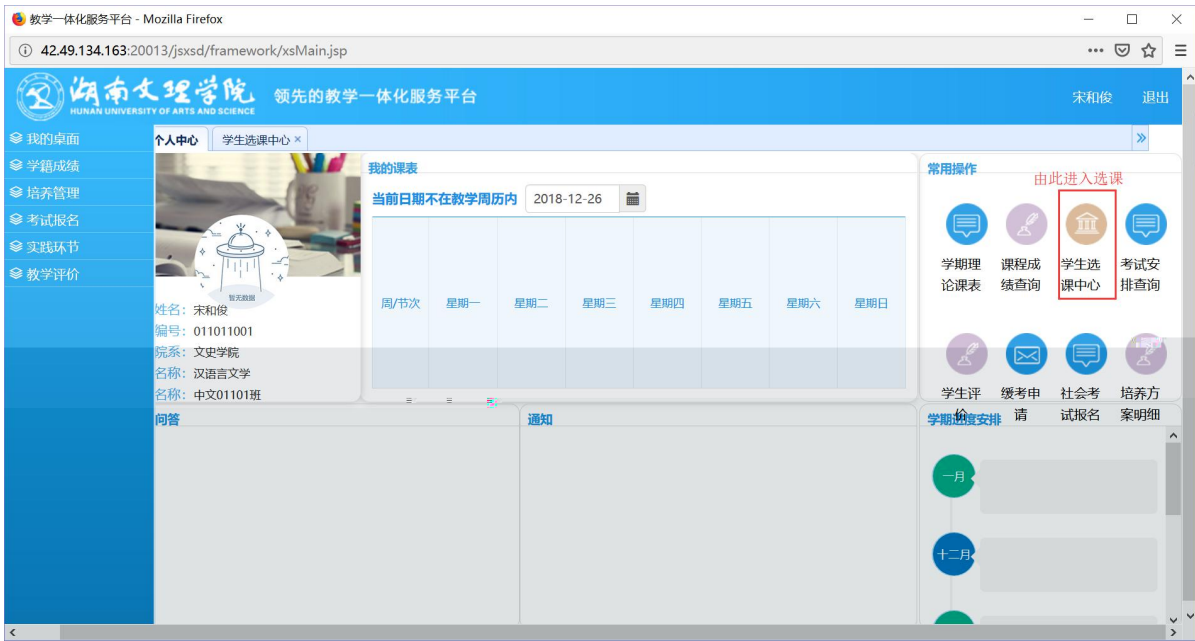 教学一体化服务平台 - Mozilla Firefox
42.49.134.163:20013/jsxsd/framework/xsMain.jsp
湖南文理学院
HUNAN UNIVERSITY OF ARTS AND SCIENCE
领先的教学一体化服务平台
宋和俊 退出
我的桌面
学籍成绩
培养管理
考试报名
实践环节
教学评价
个人中心 学生选课中心 ×
暂无数据
姓名：宋和俊
编号：011011001
院系：文史学院
名称：汉语言文学
名称：中文01101班
我的课表
当前日期不在教学周历内 2018-12-26
周/节次 星期一 星期二 星期三 星期四 星期五 星期六 星期日
常用操作
由此进入选课
学期理论课表
课程成绩查询
学生选课中心
考试安排查询
学生评价
缓考申请
社会考试报名
培养方案明细
问答
通知
学期进度安排
一月
十二月